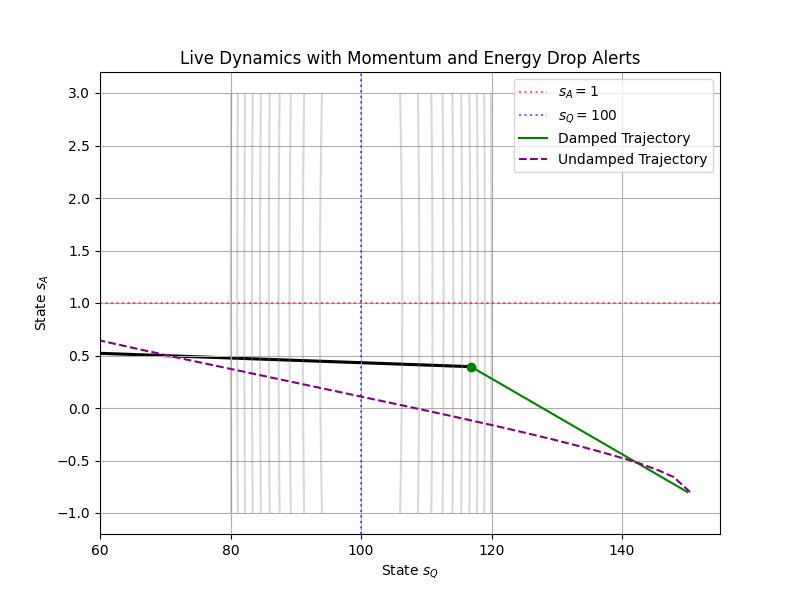 Live Dynamics with Momentum and Energy Drop Alerts
3.0
2.5
2.0
1.5
1.0
0.5
0.0
−0.5
−1.0
State s_A
s_A = 1
s_Q = 100
Damped Trajectory
Undamped Trajectory
60 80 100 120 140
State s_Q